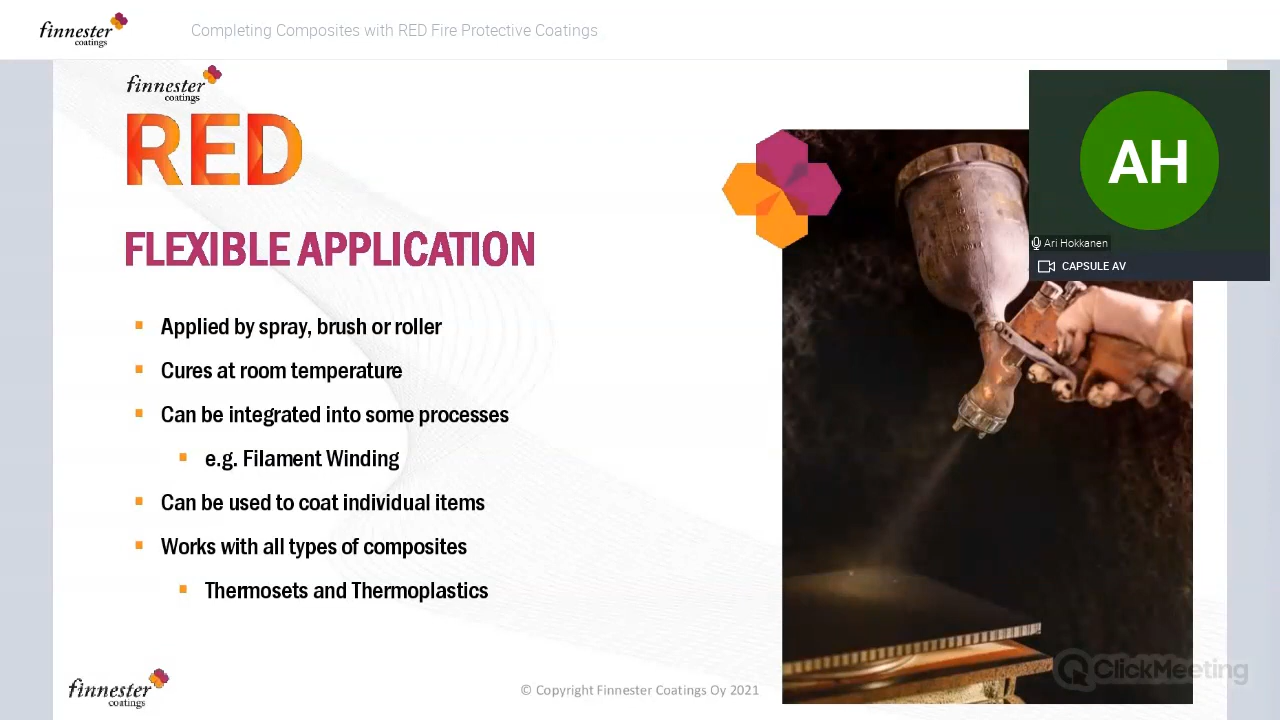 finnester
coatings
Completing Composites with RED Fire Protective Coatings
finnester
coatings
RED
FLEXIBLE APPLICATION
Applied by spray, brush or roller
Cures at room temperature
Can be integrated into some processes
e.g. Filament Winding
Can be used to coat individual items
Works with all types of composites
Thermosets and Thermoplastics
AH
Ari Hokkanen
CAPSULE AV
finnester
coatings
© Copyright Finnester Coatings Oy 2021
ClickMeeting